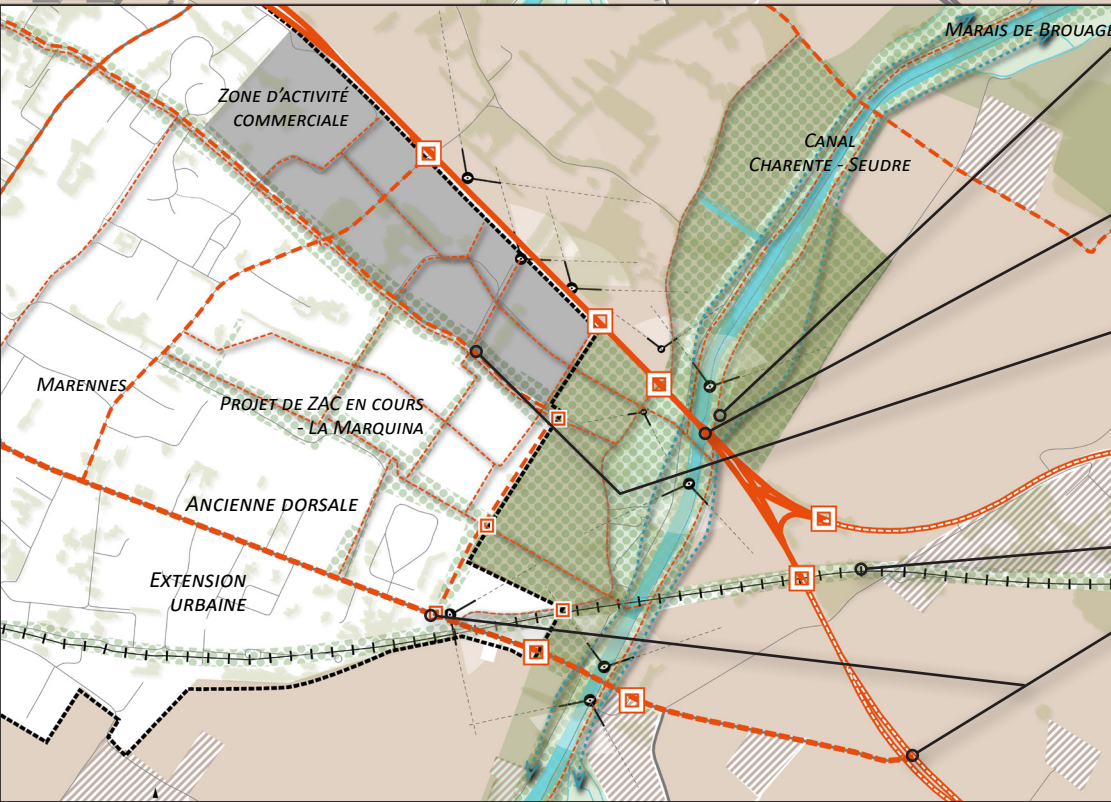 Marais de Brouage
Zone d'activité
commerciale
Canal
Charente - Seudre
Marennes
Projet de ZAC en cours
- La Marquina
Ancienne dorsale
Extension
urbaine